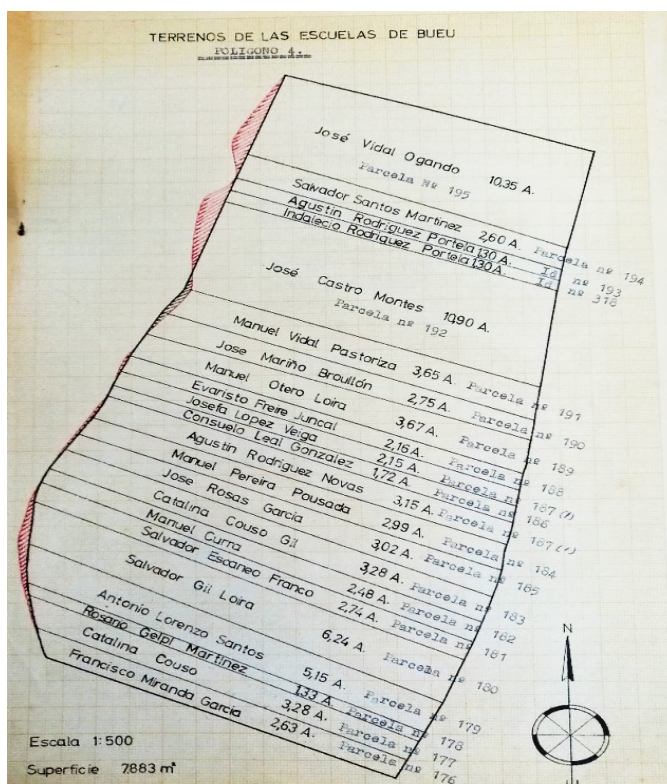 TERRENOS DE LAS ESCUELAS DE BUEU
POLIGONO 4.
José Vidal Ogando 10,35 A.
Parcela Nº 195
Salvador Santos Martinez 2,60 A. Parcela nº 194
Agustin Rodriguez Portela 1,30 A. Id nº 193
Indalecio Rodriguez Portela 1,30 A. Id nº 318
José Castro Montes 10,90 A.
Parcela nº 192
Manuel Vidal Pastoriza 3,65 A. Parcela nº 191
Jose Mariño Broullón 2,75 A. Parcela nº 190
Manuel Otero Loira 3,67 A. Parcela nº 189
Evaristo Freire Juncal 2,16 A. Parcela nº 188
Josefa Lopez Veiga 2,15 A. Parcela nº 187
Consuelo Leal Gonzalez 1,72 A. Parcela nº 186
Agustin Rodriguez Novas 3,15 A. Parcela nº 187
Manuel Pereira Pousada 2,99 A. Parcela nº 184
Jose Rosas Garcia 3,02 A. Parcela nº 185
Catalina Couso Gil 3,28 A. Parcela nº 183
Manuel Curra 2,48 A. Parcela nº 182
Salvador Escaneo Franco 2,74 A. Parcela nº 181
Salvador Gil Loira 6,24 A. Parcela nº 180
Antonio Lorenzo Santos 5,15 A. Parcela nº 179
Rosario Gelpi Martinez 1,33 A. Parcela nº 178
Catalina Couso 3,28 A. Parcela nº 177
Francisco Miranda Garcia 2,63 A. Parcela nº 176
N
Escala 1:500
Superficie 7.883 m²